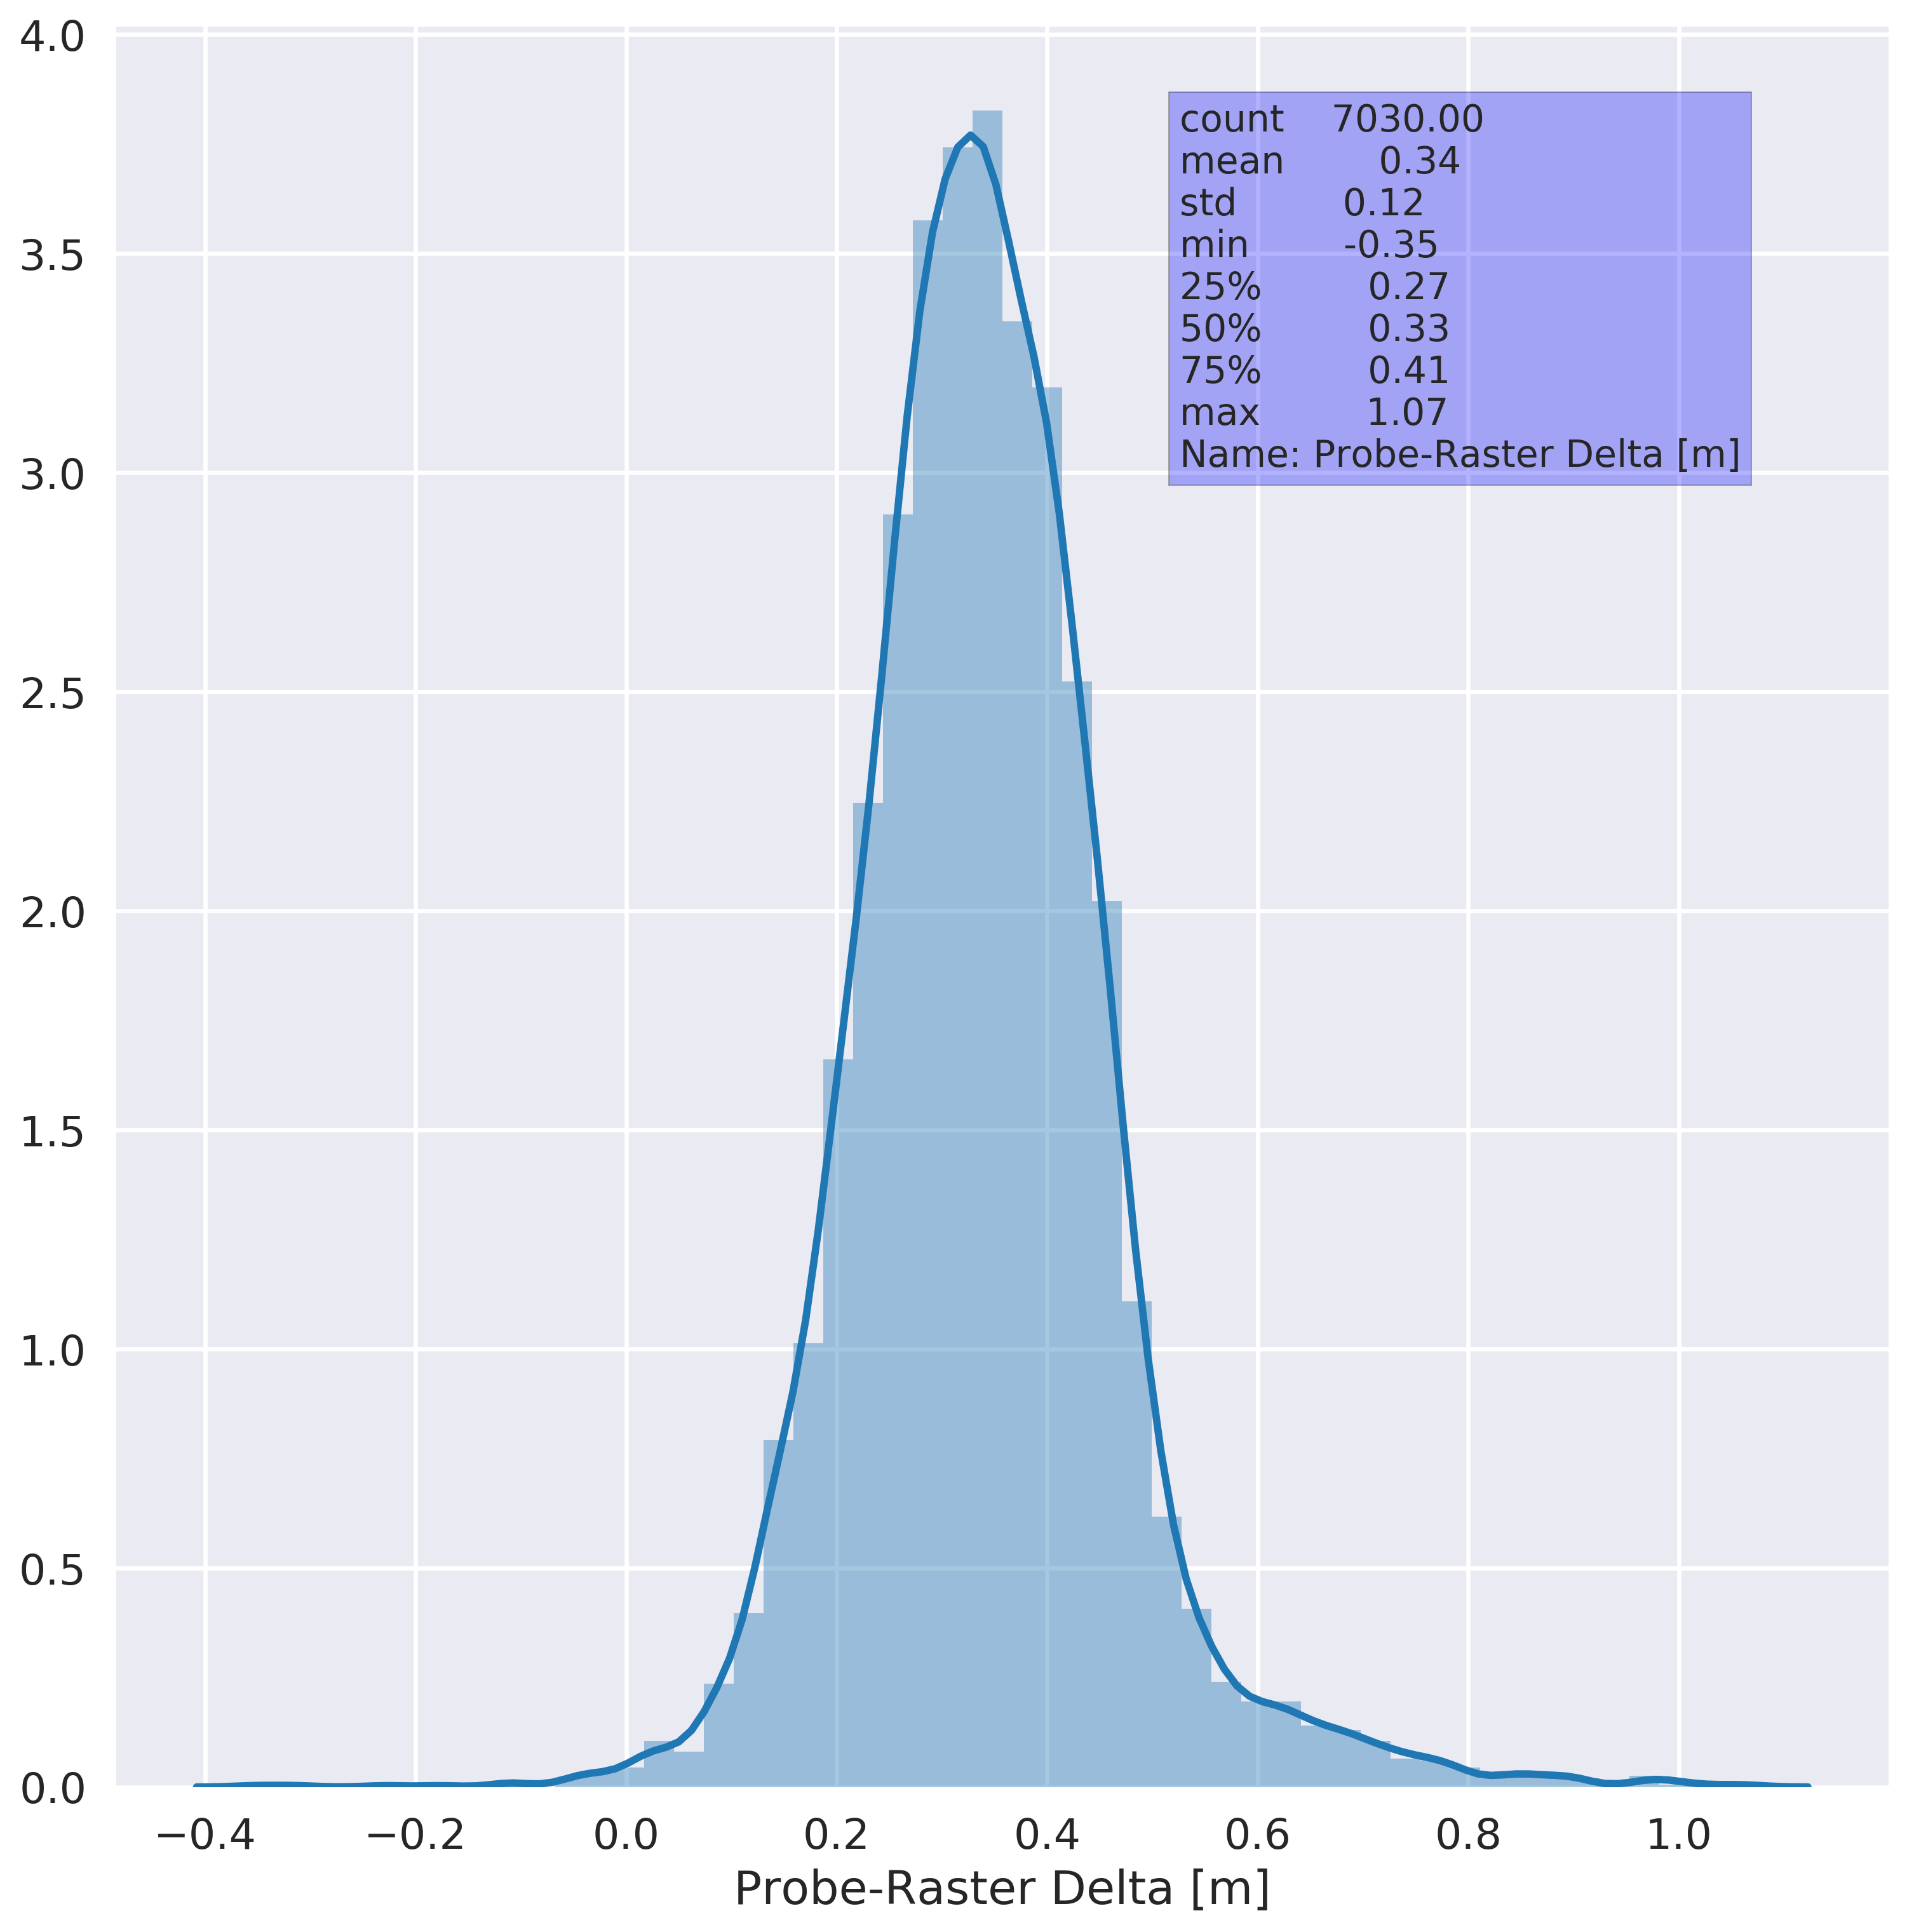 4.0
3.5
3.0
2.5
2.0
1.5
1.0
0.5
0.0
count 7030.00
mean 0.34
std 0.12
min -0.35
25% 0.27
50% 0.33
75% 0.41
max 1.07
Name: Probe-Raster Delta [m]
−0.4 −0.2 0.0 0.2 0.4 0.6 0.8 1.0
Probe-Raster Delta [m]